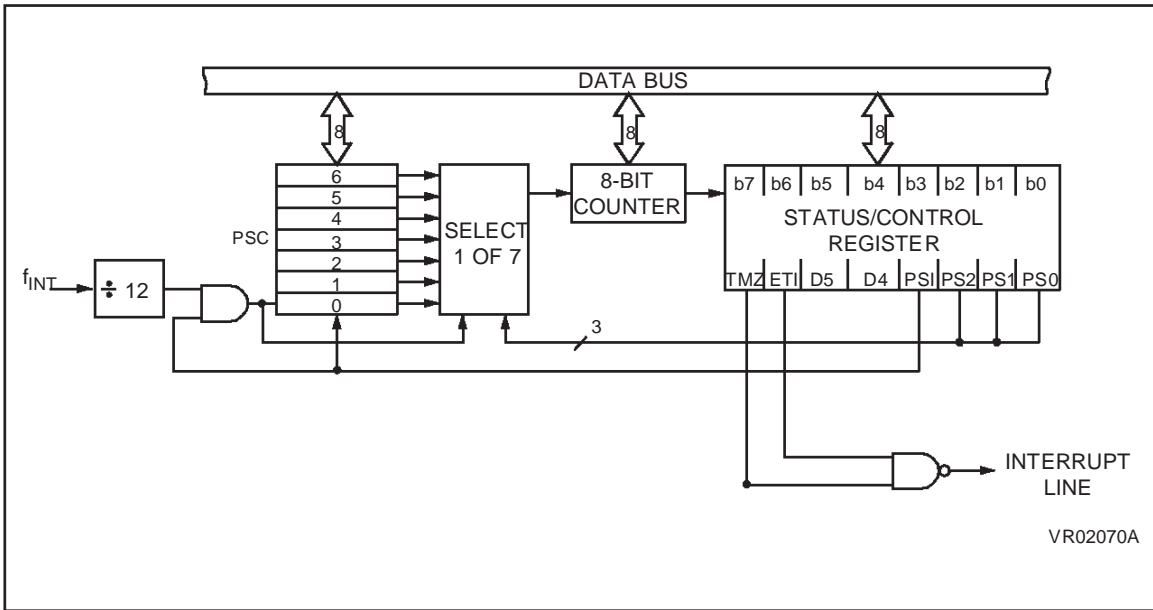 DATA BUS
8
8
8
6
5
4
3
2
1
0
PSC
SELECT
1 OF 7
8-BIT
COUNTER
b7 b6 b5 b4 b3 b2 b1 b0
STATUS/CONTROL
REGISTER
TMZ ETI D5 D4 PSI PS2 PS1 PS0
fINT
÷ 12
3
INTERRUPT
LINE
VR02070A